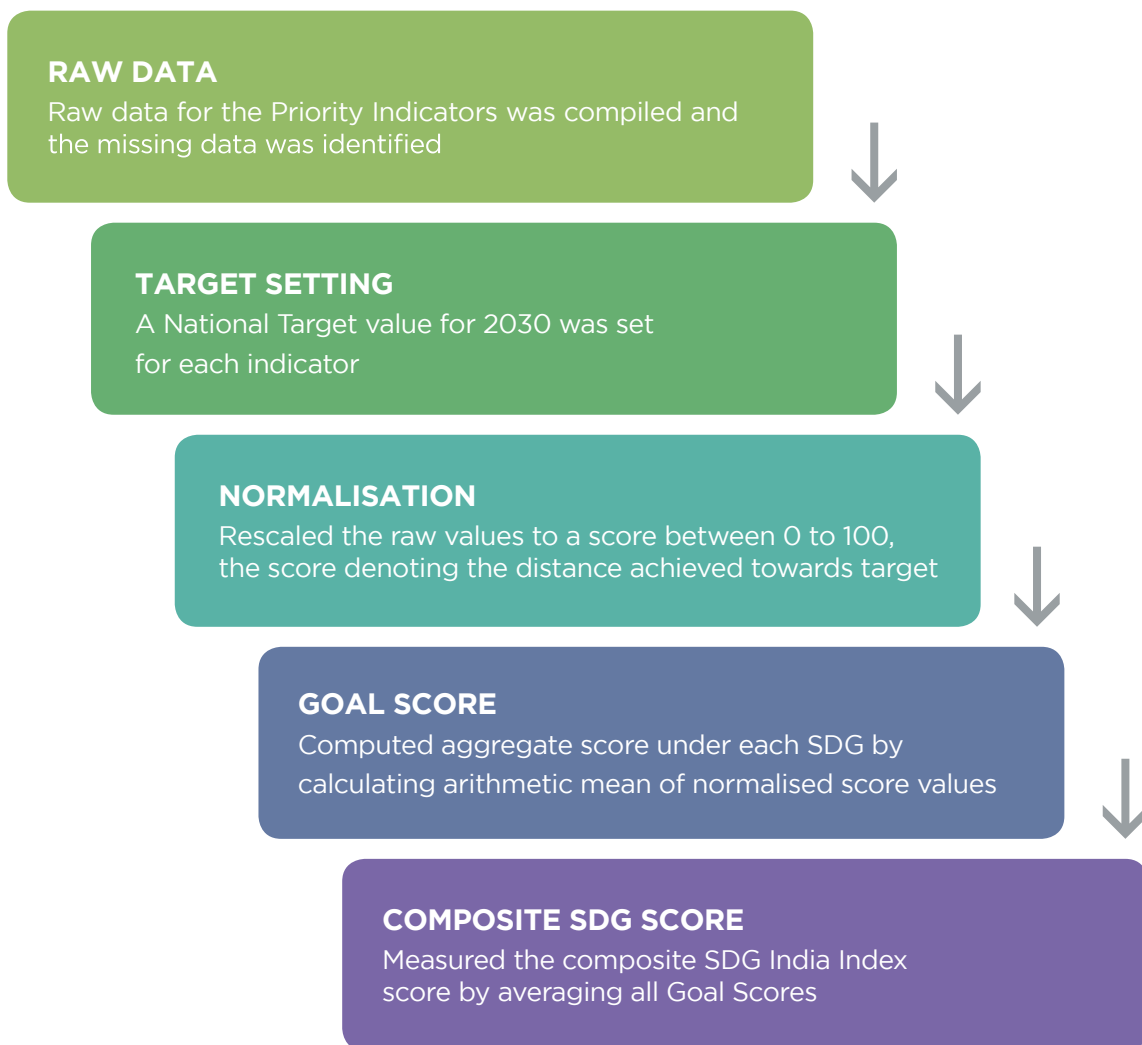 RAW DATA
Raw data for the Priority Indicators was compiled and
the missing data was identified
TARGET SETTING
A National Target value for 2030 was set
for each indicator
NORMALISATION
Rescaled the raw values to a score between 0 to 100,
the score denoting the distance achieved towards target
GOAL SCORE
Computed aggregate score under each SDG by
calculating arithmetic mean of normalised score values
COMPOSITE SDG SCORE
Measured the composite SDG India Index
score by averaging all Goal Scores